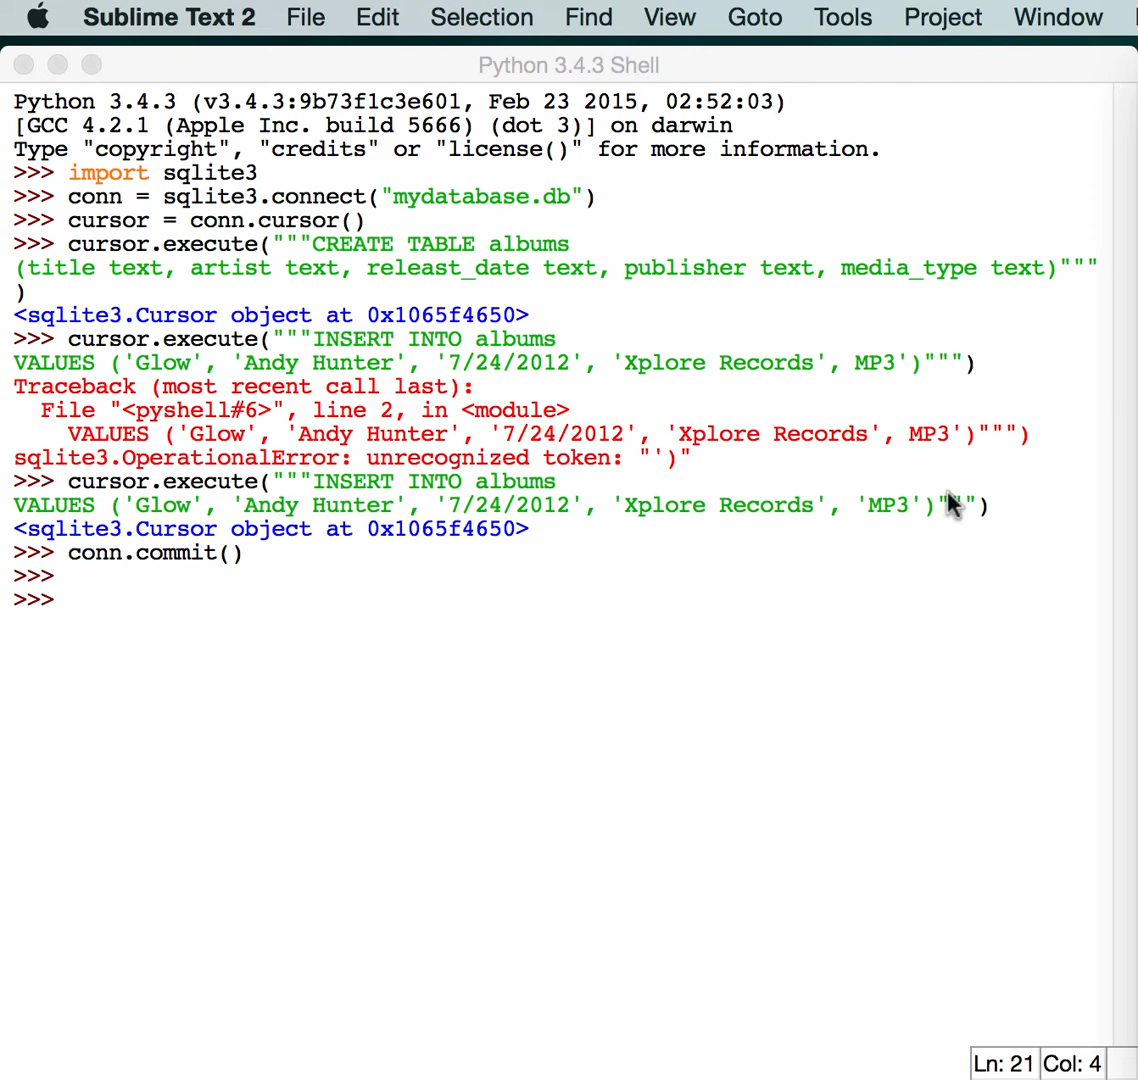 Sublime Text 2 File Edit Selection Find View Goto Tools Project Window
Python 3.4.3 Shell
Python 3.4.3 (v3.4.3:9b73f1c3e601, Feb 23 2015, 02:52:03)
[GCC 4.2.1 (Apple Inc. build 5666) (dot 3)] on darwin
Type "copyright", "credits" or "license()" for more information.
>>> import sqlite3
>>> conn = sqlite3.connect("mydatabase.db")
>>> cursor = conn.cursor()
>>> cursor.execute("""CREATE TABLE albums
(title text, artist text, releast_date text, publisher text, media_type text)"""
)
<sqlite3.Cursor object at 0x1065f4650>
>>> cursor.execute("""INSERT INTO albums
VALUES ('Glow', 'Andy Hunter', '7/24/2012', 'Xplore Records', MP3')""")
Traceback (most recent call last):
  File "<pyshell#6>", line 2, in <module>
    VALUES ('Glow', 'Andy Hunter', '7/24/2012', 'Xplore Records', MP3')""")
sqlite3.OperationalError: unrecognized token: "')"
>>> cursor.execute("""INSERT INTO albums
VALUES ('Glow', 'Andy Hunter', '7/24/2012', 'Xplore Records', 'MP3')""")
<sqlite3.Cursor object at 0x1065f4650>
>>> conn.commit()
>>>
>>>
Ln: 21 Col: 4